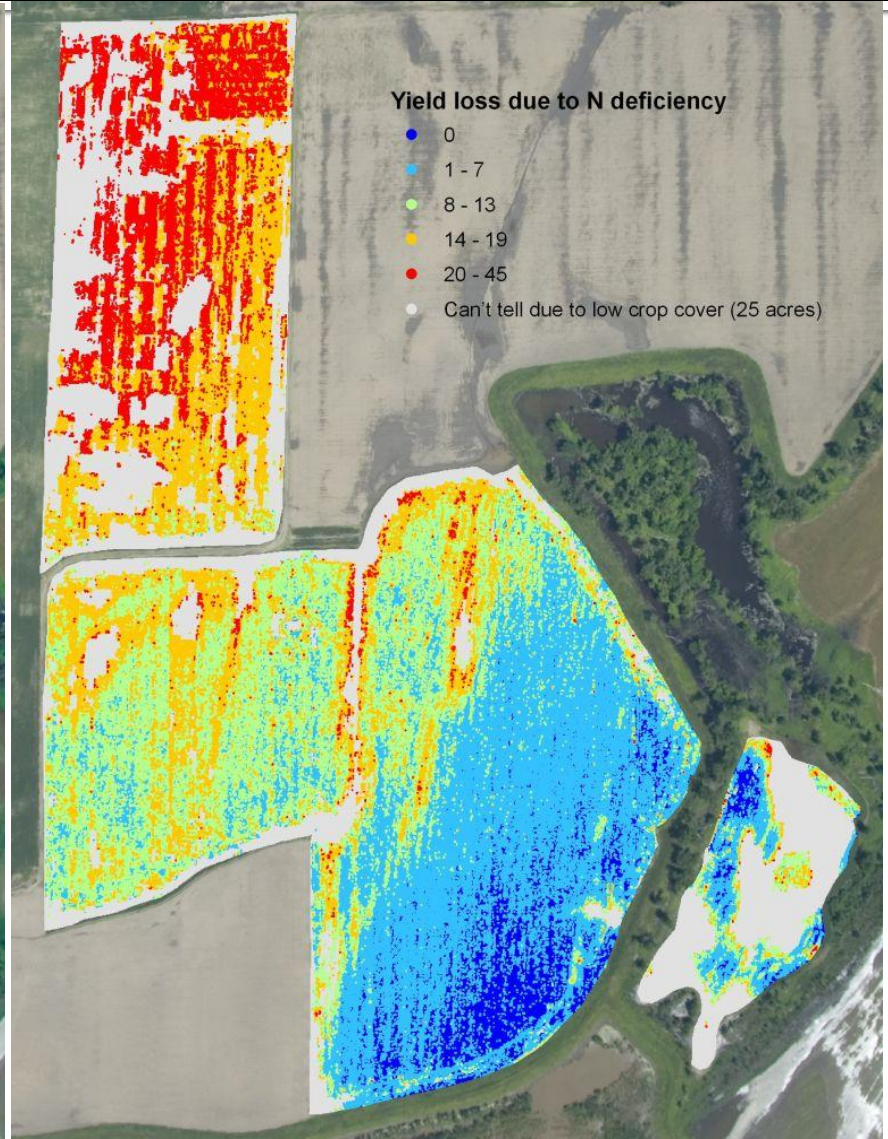 Yield loss due to N deficiency
0
1 - 7
8 - 13
14 - 19
20 - 45
Can't tell due to low crop cover (25 acres)